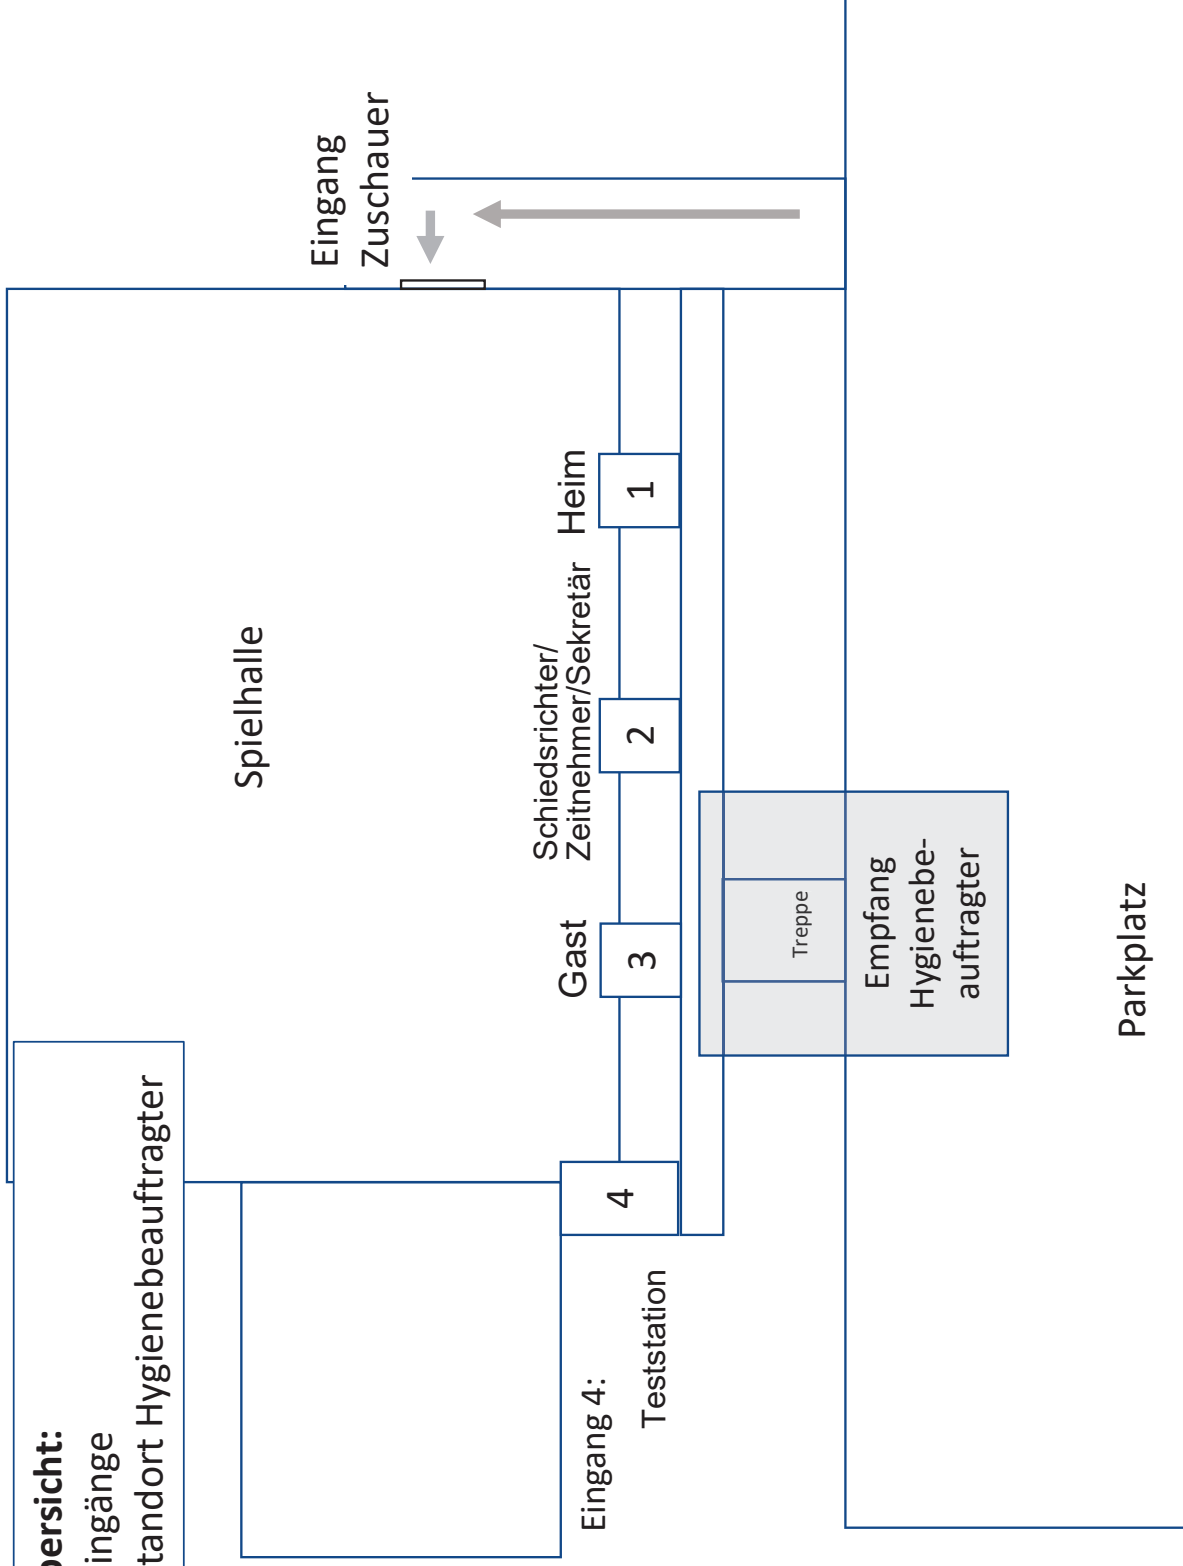 bersicht:
ingänge
tandort Hygienebeauftragter
Spielhalle
Eingang
Zuschauer
Eingang 4:
Teststation
4
Gast
3
Schiedsrichter/
Zeitnehmer/Sekretär
2
Heim
1
Treppe
Empfang
Hygienebe-
auftragter
Parkplatz